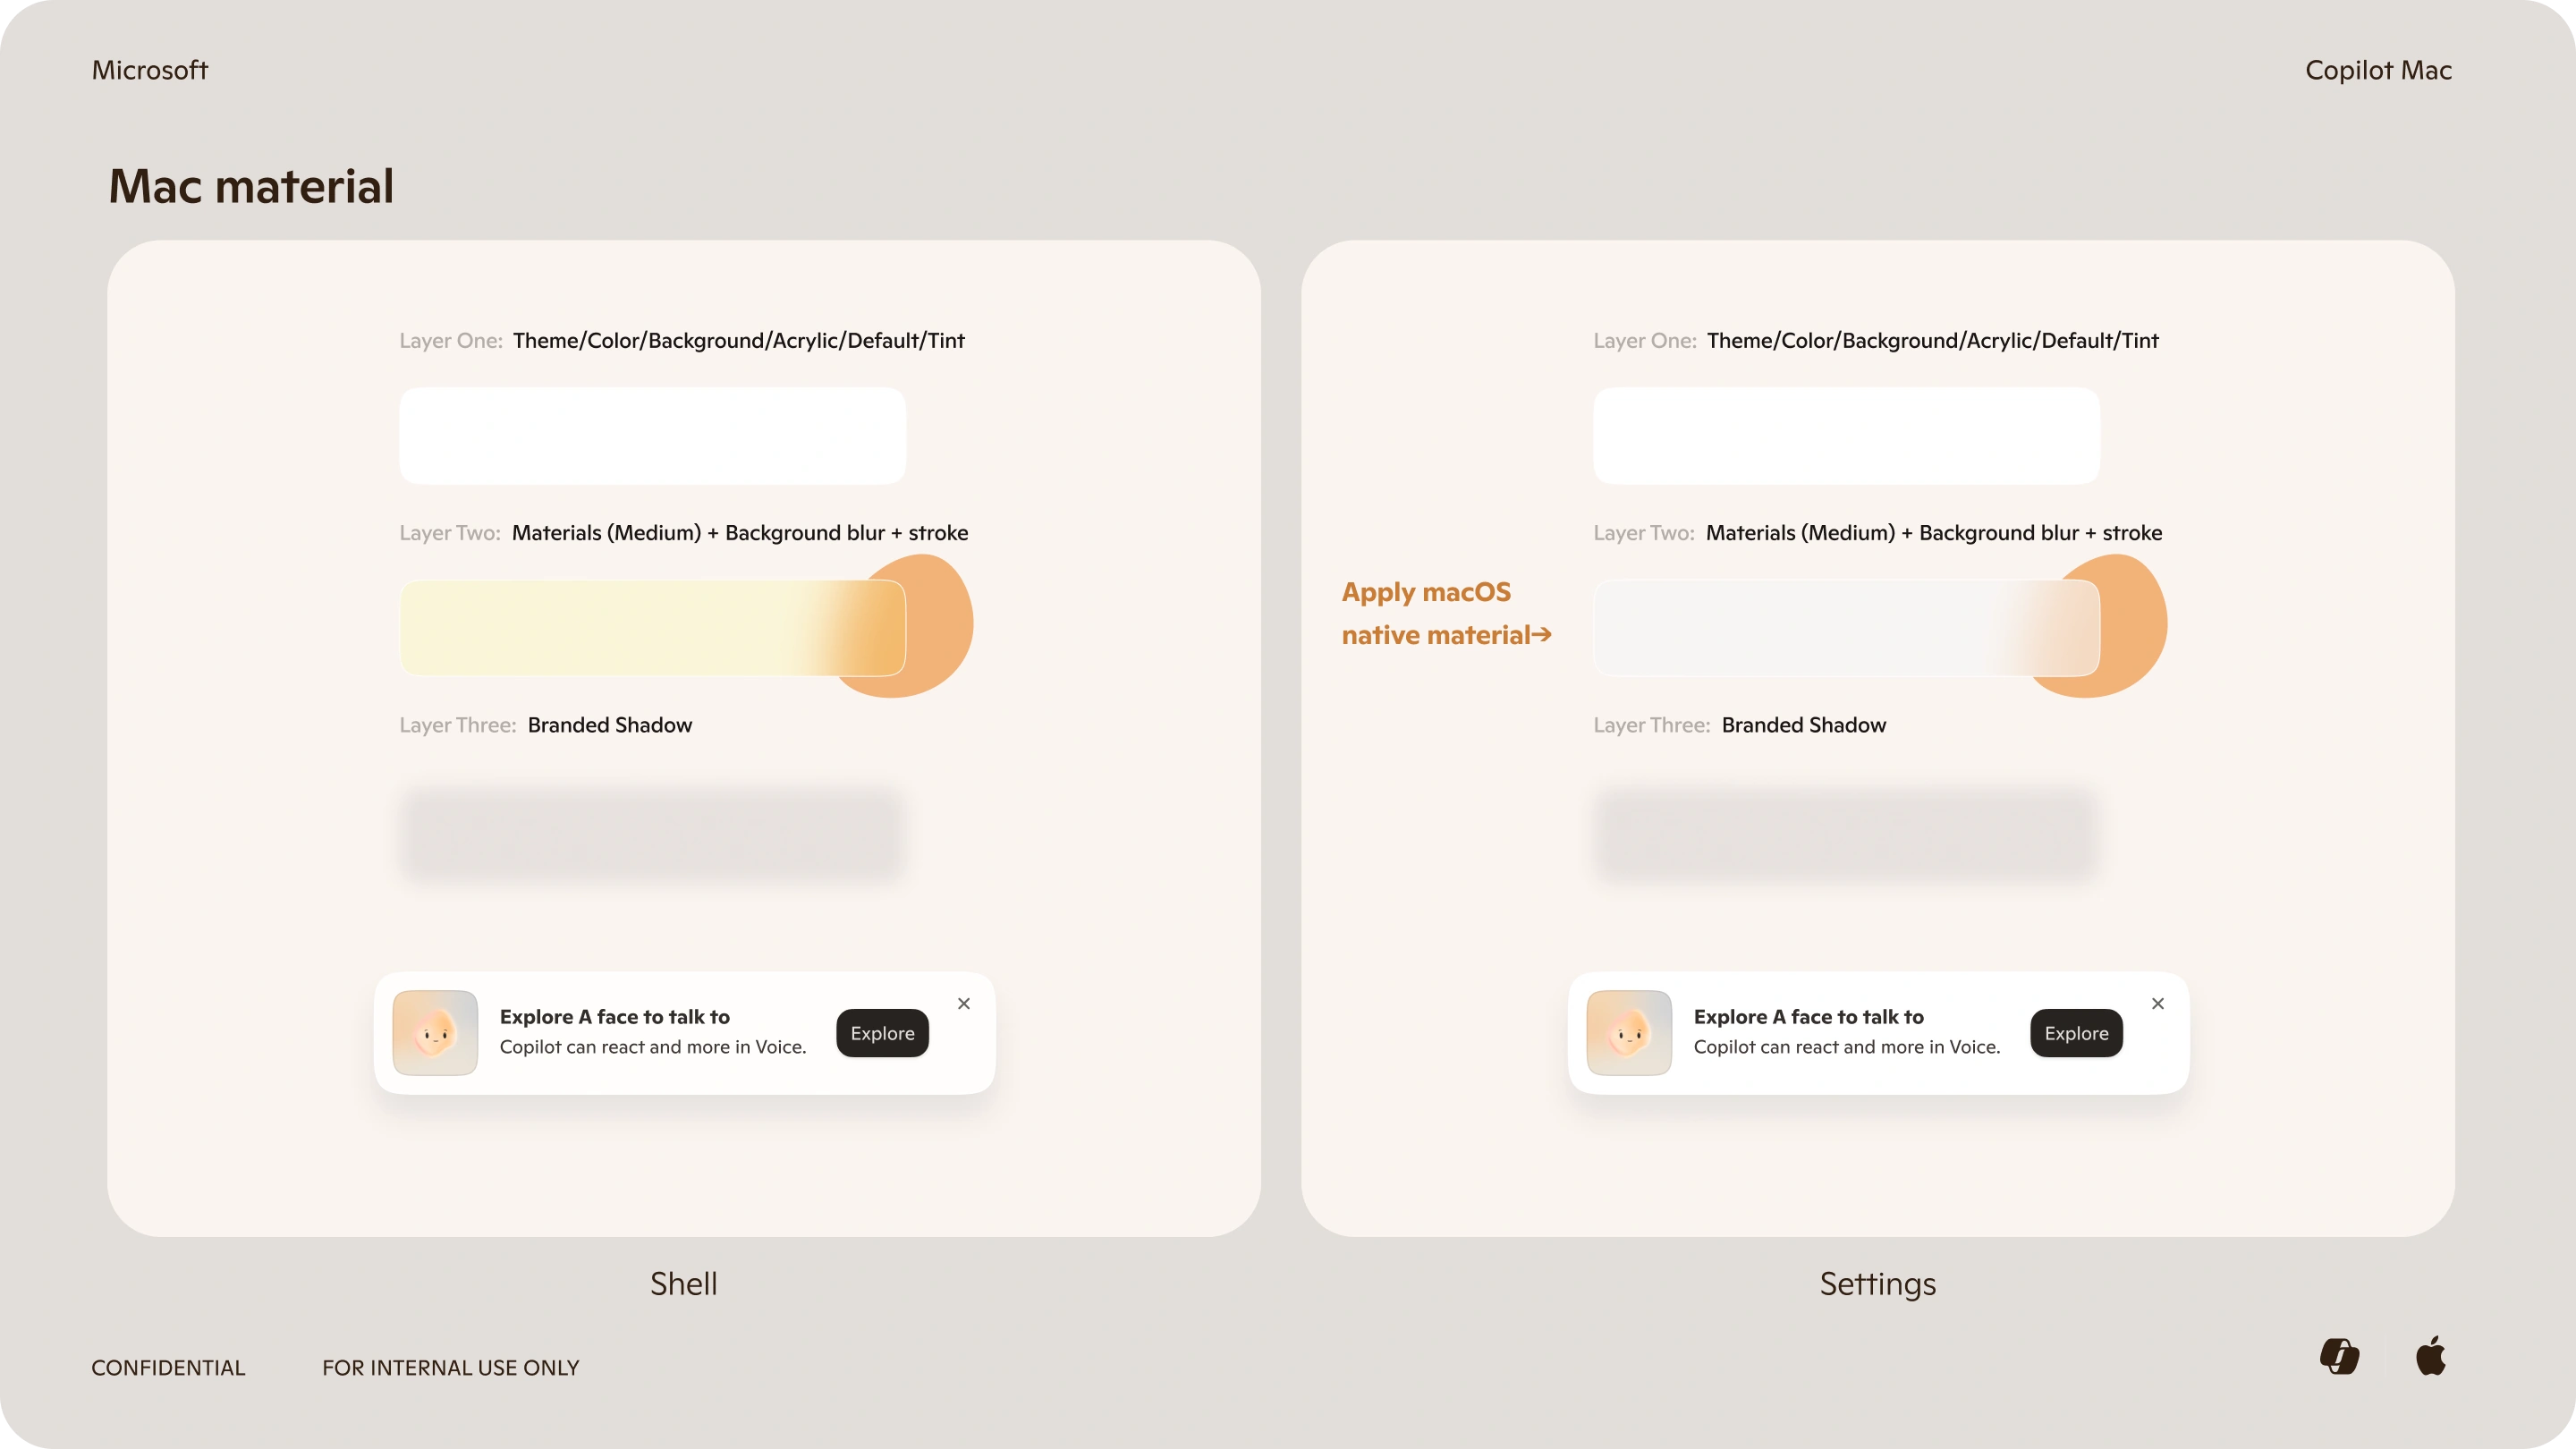 Microsoft
Copilot Mac
Mac material
Layer One: Theme/Color/Background/Acrylic/Default/Tint
Layer Two: Materials (Medium) + Background blur + stroke
Layer Three: Branded Shadow
Explore A face to talk to
Copilot can react and more in Voice.
Explore
Shell
Layer One: Theme/Color/Background/Acrylic/Default/Tint
Layer Two: Materials (Medium) + Background blur + stroke
Apply macOS
native material→
Layer Three: Branded Shadow
Explore A face to talk to
Copilot can react and more in Voice.
Explore
Settings
CONFIDENTIAL
FOR INTERNAL USE ONLY